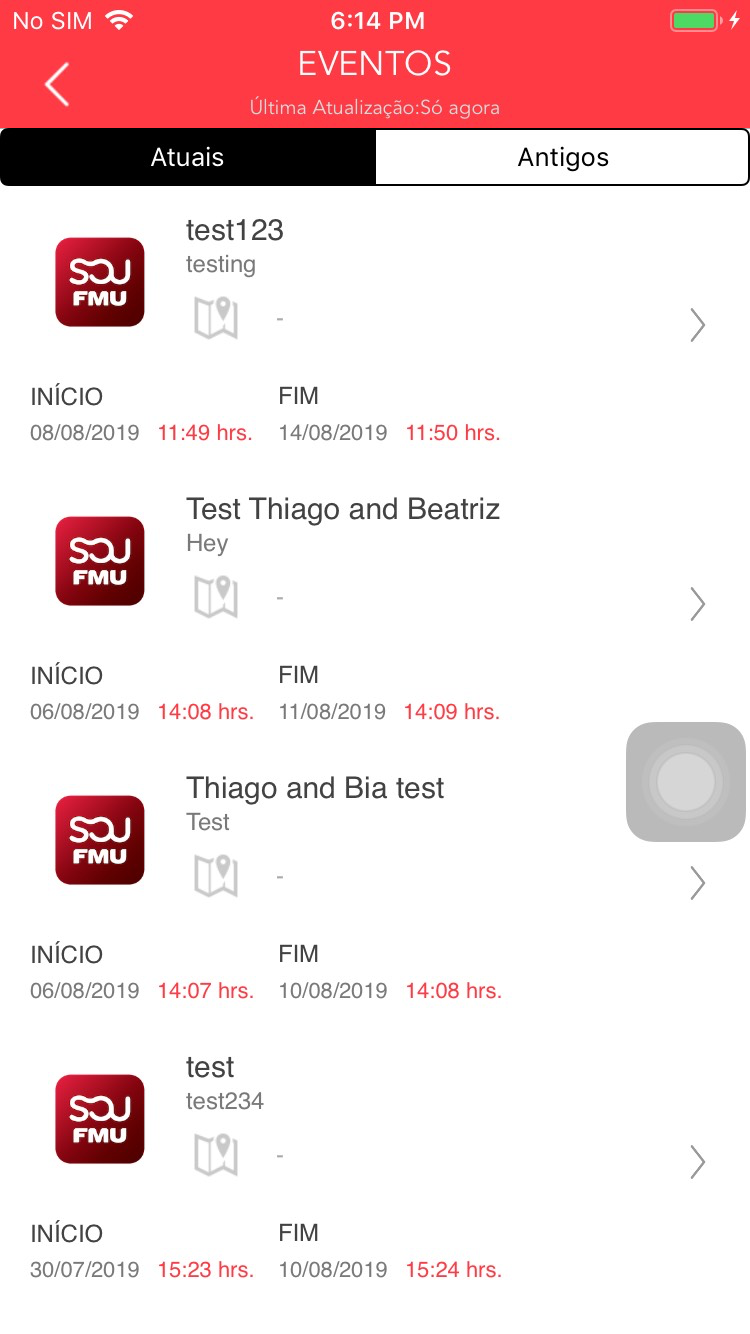 No SIM 6:14 PM
EVENTOS
Última Atualização:Só agora
Atuais Antigos
test123
testing
SOU
FMU
-
INÍCIO FIM
08/08/2019 11:49 hrs. 14/08/2019 11:50 hrs.
Test Thiago and Beatriz
Hey
SOU
FMU
-
INÍCIO FIM
06/08/2019 14:08 hrs. 11/08/2019 14:09 hrs.
Thiago and Bia test
Test
SOU
FMU
-
INÍCIO FIM
06/08/2019 14:07 hrs. 10/08/2019 14:08 hrs.
test
test234
SOU
FMU
-
INÍCIO FIM
30/07/2019 15:23 hrs. 10/08/2019 15:24 hrs.